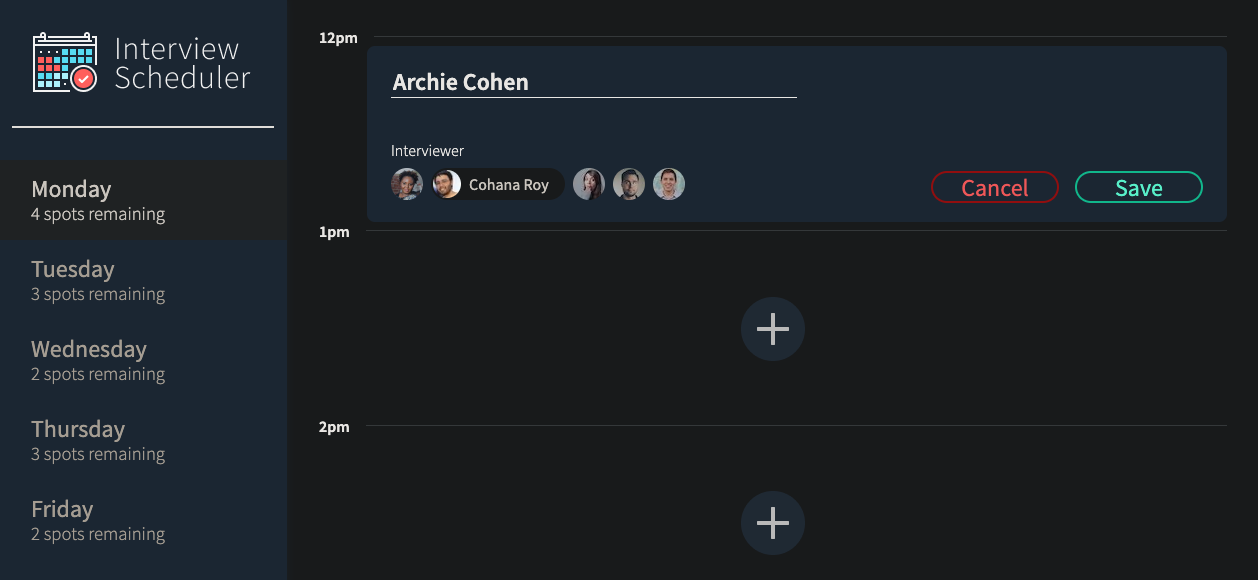 Interview
Scheduler
Monday
4 spots remaining
Tuesday
3 spots remaining
Wednesday
2 spots remaining
Thursday
3 spots remaining
Friday
2 spots remaining
12pm
Archie Cohen
Interviewer
Cohana Roy
Cancel
Save
1pm
2pm